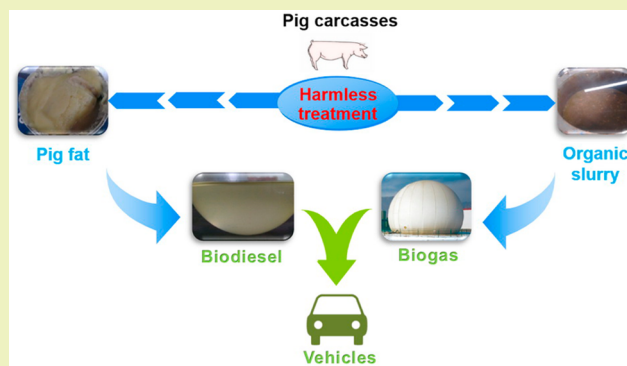 Pig carcasses
Harmless
treatment
Pig fat
Organic
slurry
Biodiesel
Biogas
Vehicles